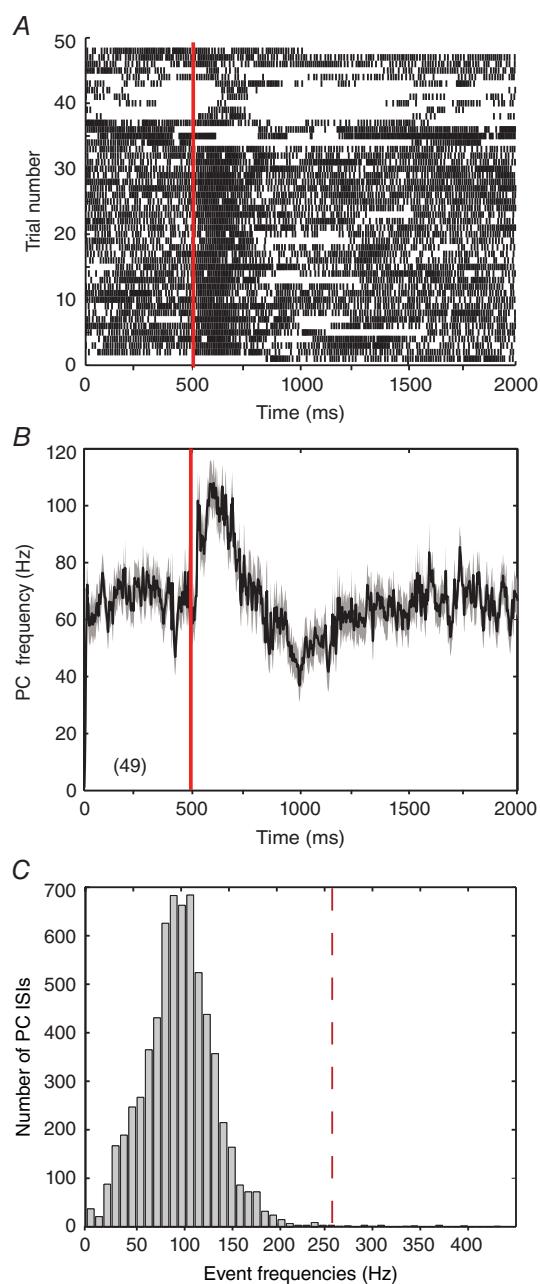 A
50
40
30
20
10
0
Trial number
0 500 1000 1500 2000
Time (ms)
B
120
100
80
60
40
20
0
PC frequency (Hz)
(49)
0 500 1000 1500 2000
Time (ms)
C
700
600
500
400
300
200
100
0
Number of PC ISIs
0 50 100 150 200 250 300 350 400
Event frequencies (Hz)